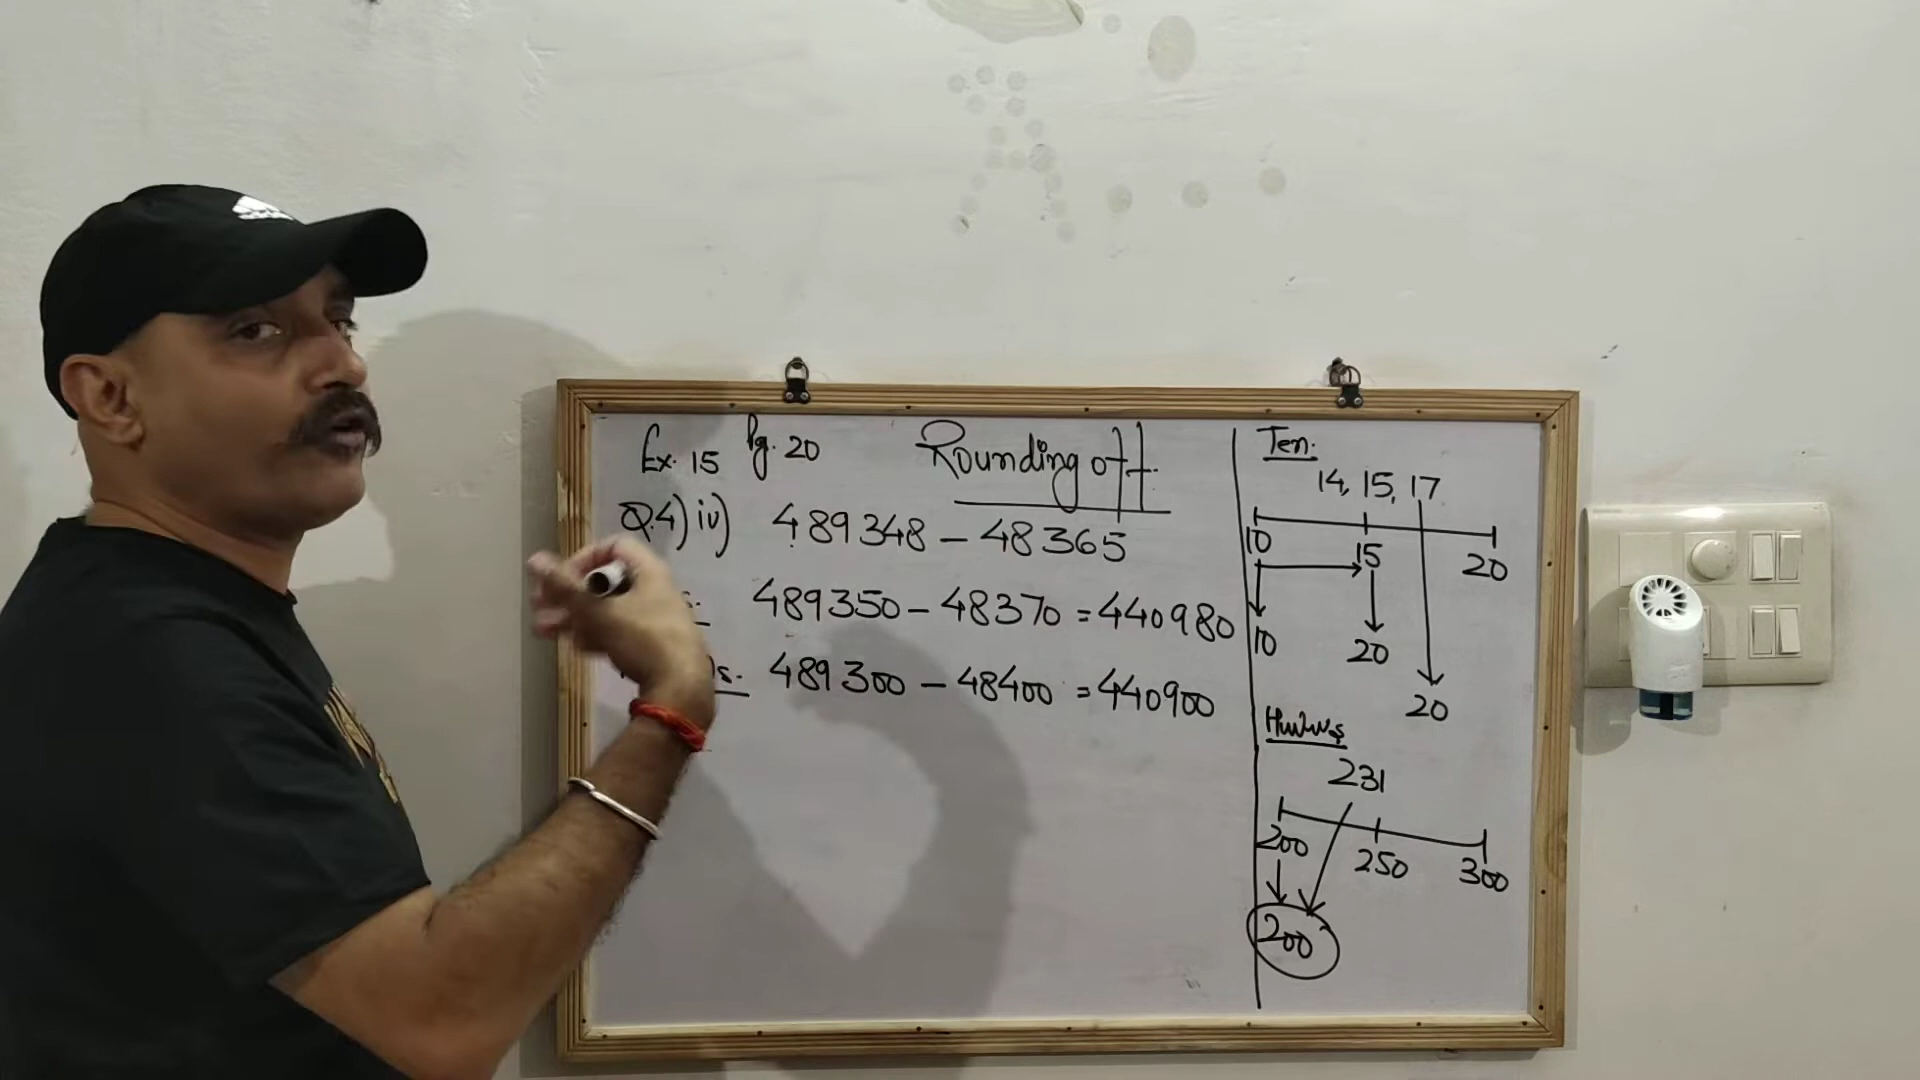 Ex. 15 Pg. 20 Rounding off.
Q.4) iv) 489348 - 48365
s. 489350 - 48370 = 440980
s. 489300 - 48400 = 440900
Ten.
14, 15, 17
10 15 20
10 20
20
231
200 250 300
200